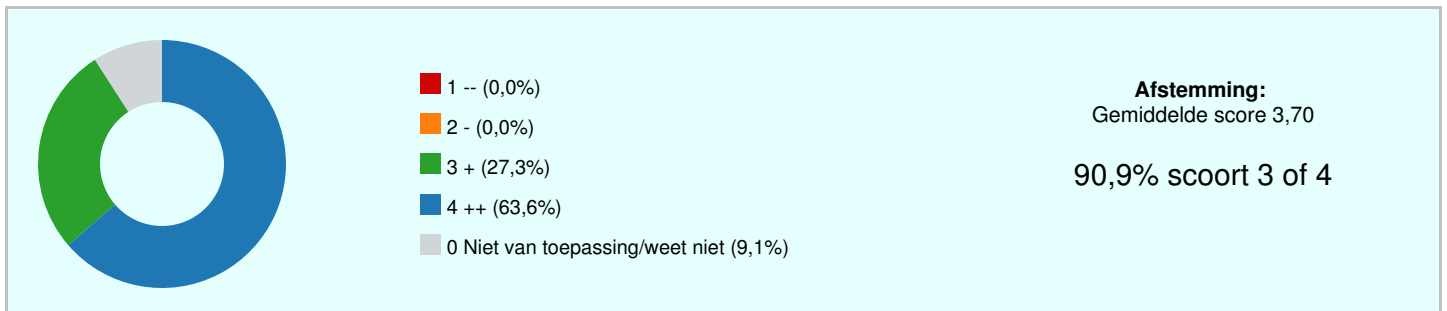 1 -- (0,0%)
2 - (0,0%)
3 + (27,3%)
4 ++ (63,6%)
0 Niet van toepassing/weet niet (9,1%)
Afstemming:
Gemiddelde score 3,70
90,9% scoort 3 of 4